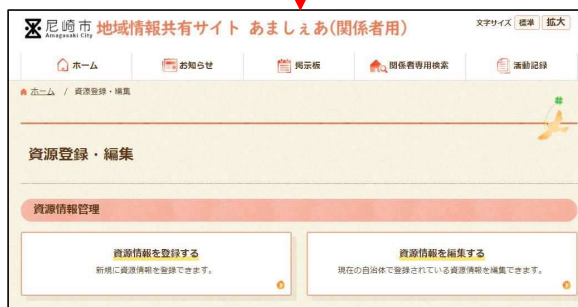 尼崎市 地域情報共有サイト あましぇあ(関係者用)
Amagasaki City
文字サイズ 標準 拡大
ホーム お知らせ 掲示板 関係者専用検索 活動記録
ホーム / 資源登録・編集
資源登録・編集
資源情報管理
資源情報を登録する
新規に資源情報を登録できます。
資源情報を編集する
現在の自治体で登録されている資源情報を編集できます。